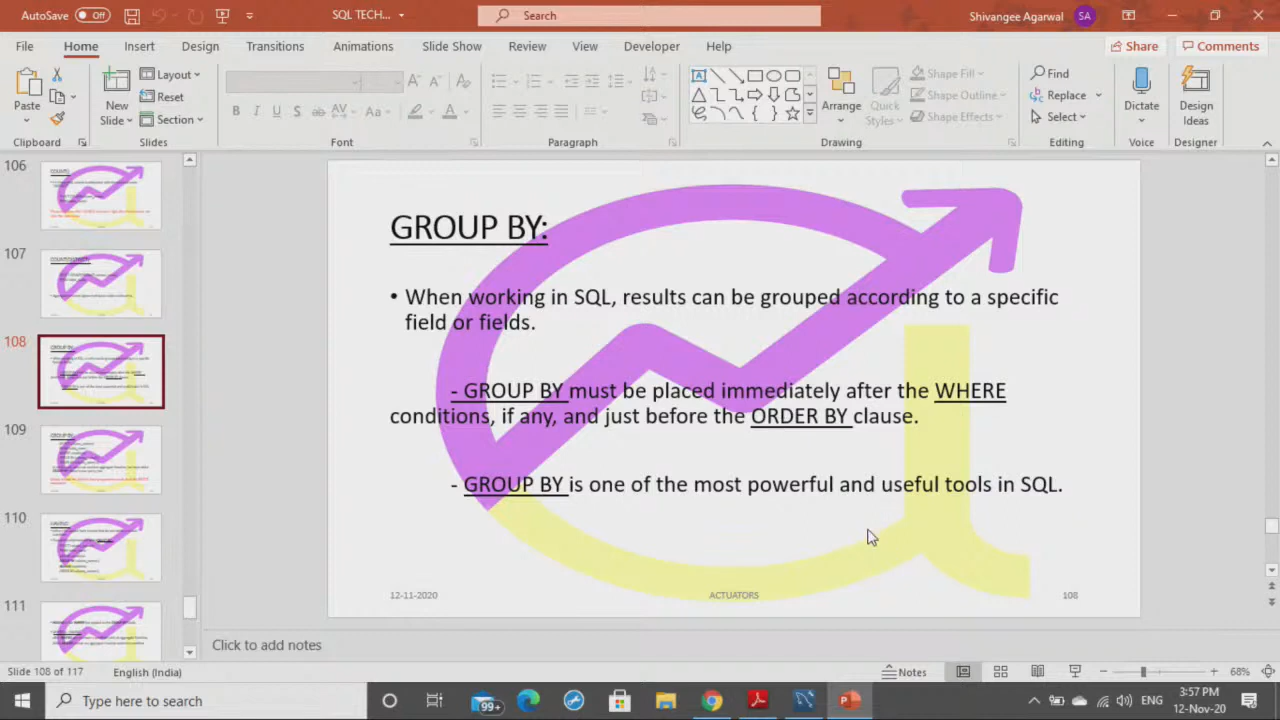 AutoSave Off
SQL TECH...
Search
Shivangee Agarwal SA
File Home Insert Design Transitions Animations Slide Show Review View Developer Help
Share Comments
Paste
New Slide
Layout
Reset
Section
B I U S ab AV Aa A
Arrange
Quick Styles
Shape Fill
Shape Outline
Shape Effects
Find
Replace
Select
Dictate
Design Ideas
Clipboard Slides Font Paragraph Drawing Editing Voice Designer
106
107
108
109
110
111
GROUP BY:
• When working in SQL, results can be grouped according to a specific
field or fields.
- GROUP BY must be placed immediately after the WHERE
conditions, if any, and just before the ORDER BY clause.
- GROUP BY is one of the most powerful and useful tools in SQL.
12-11-2020 ACTUATORS 108
Click to add notes
Slide 108 of 117 English (India) Notes 68%
Type here to search
99+
ENG
3:57 PM
12-Nov-20